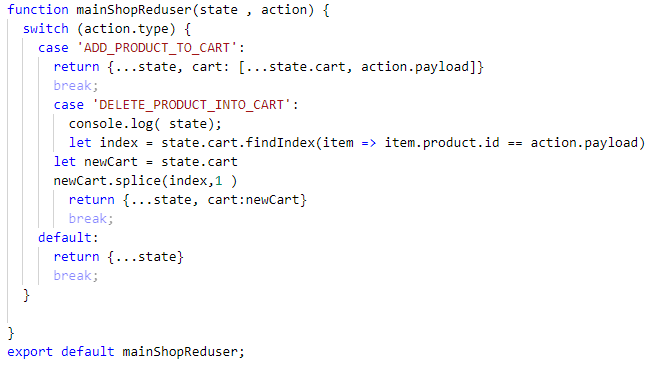 function mainShopReduser(state , action) {
  switch (action.type) {
    case 'ADD_PRODUCT_TO_CART':
      return {...state, cart: [...state.cart, action.payload]}
      break;
      case 'DELETE_PRODUCT_INTO_CART':
        console.log( state);
        let index = state.cart.findIndex(item => item.product.id == action.payload)
      let newCart = state.cart
      newCart.splice(index,1 )
        return {...state, cart:newCart}
        break;
    default:
      return {...state}
      break;
  }

}
export default mainShopReduser;